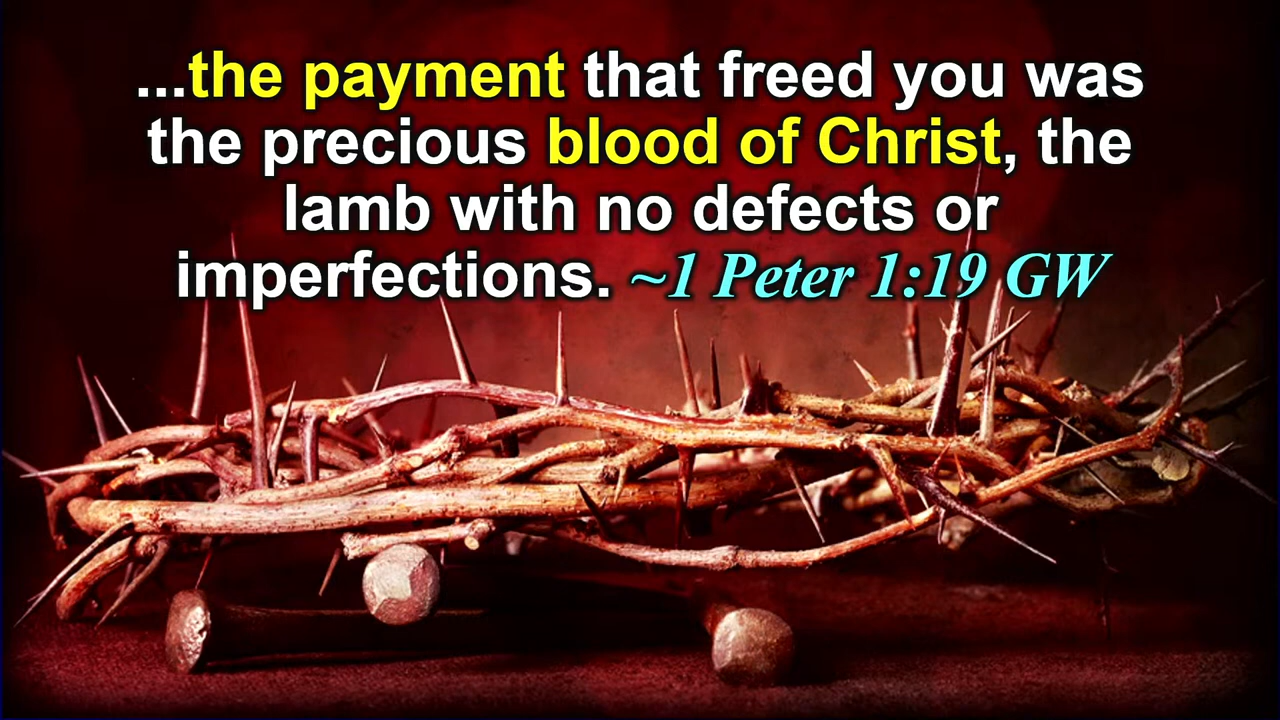 ...the payment that freed you was
the precious blood of Christ, the
lamb with no defects or
imperfections. ~1 Peter 1:19 GW